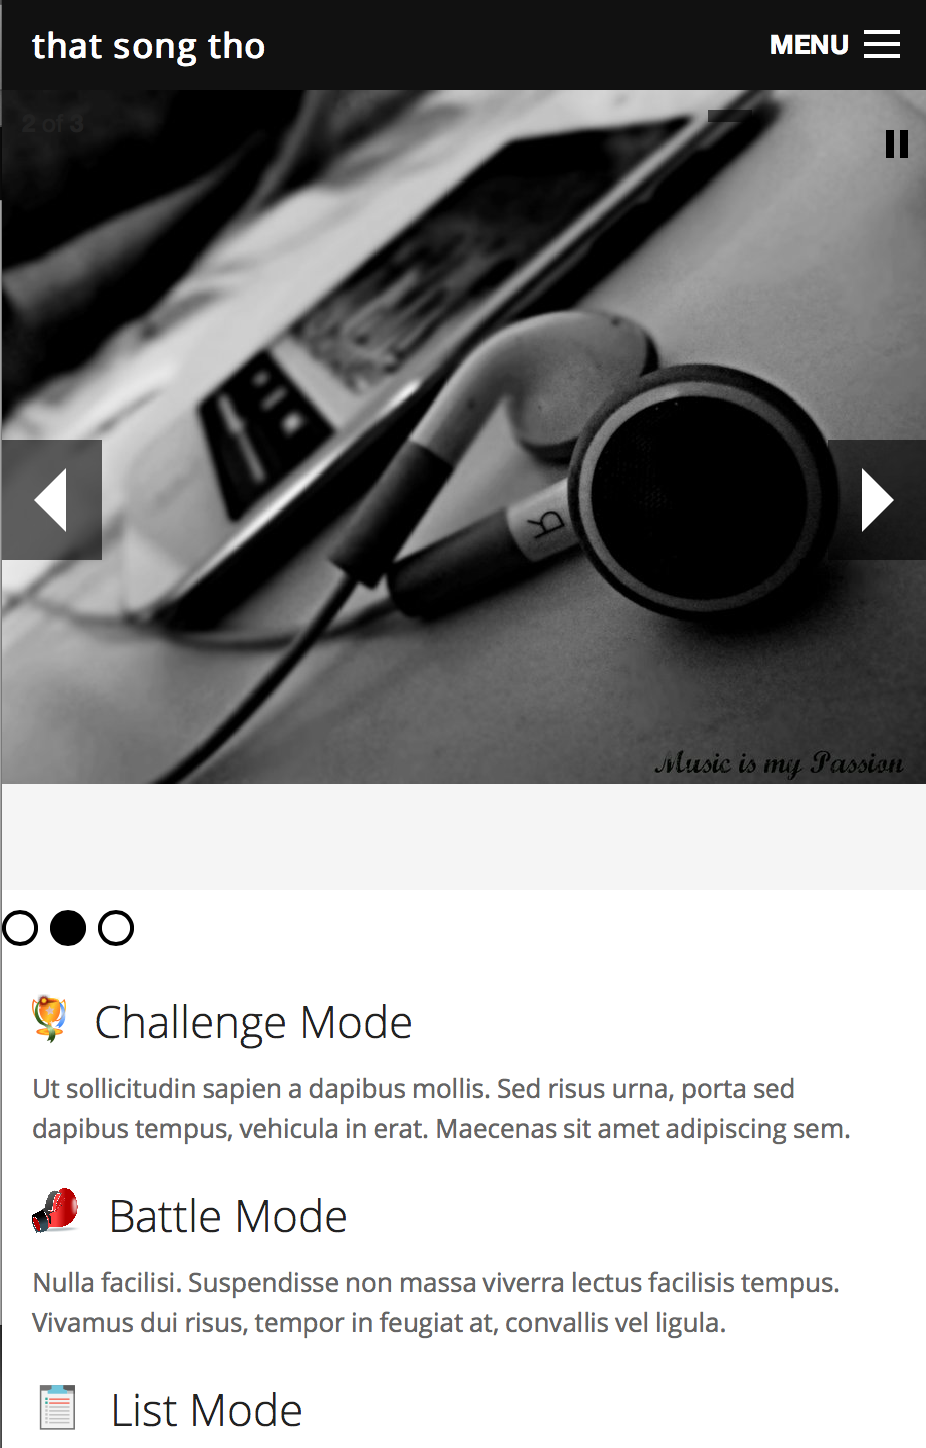 that song tho
MENU
2 of 3
R
Music is my Passion
Challenge Mode
Ut sollicitudin sapien a dapibus mollis. Sed risus urna, porta sed
dapibus tempus, vehicula in erat. Maecenas sit amet adipiscing sem.
Battle Mode
Nulla facilisi. Suspendisse non massa viverra lectus facilisis tempus.
Vivamus dui risus, tempor in feugiat at, convallis vel ligula.
List Mode